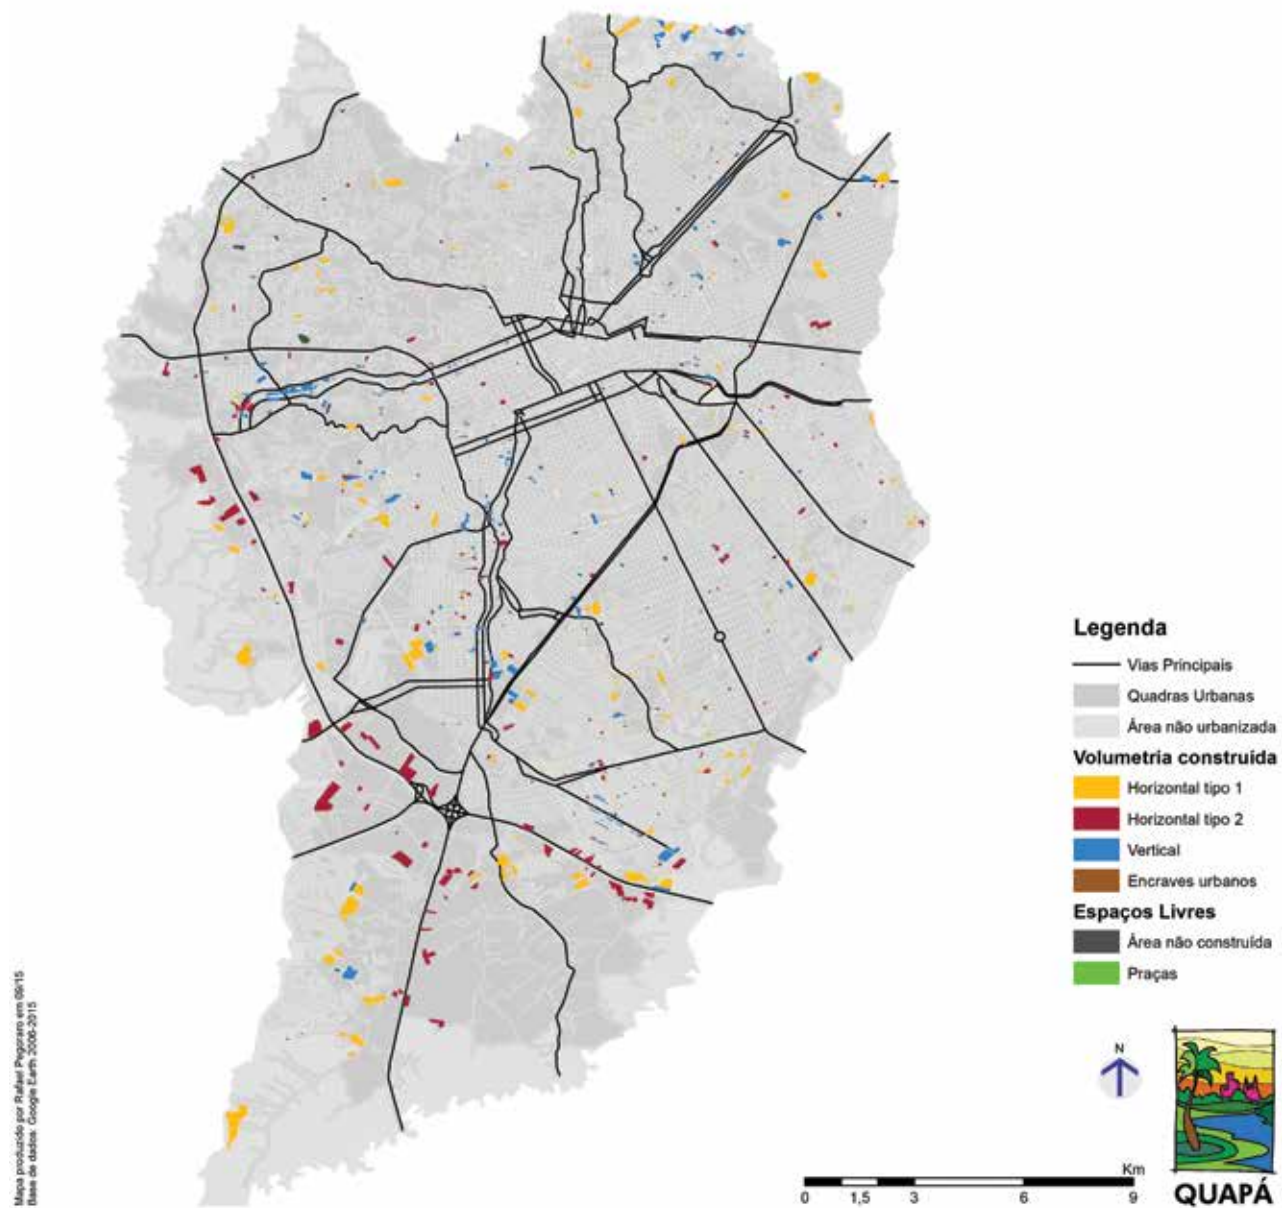 Legenda
Vias Principais
Quadras Urbanas
Área não urbanizada
Volumetria construída
Horizontal tipo 1
Horizontal tipo 2
Vertical
Encraves urbanos
Espaços Livres
Área não construída
Praças
N
Km
0 1,5 3 6 9
QUAPÁ
Mapa produzido por Rafael Pegoraro em 09/15
Base de dados: Google Earth 2006-2015